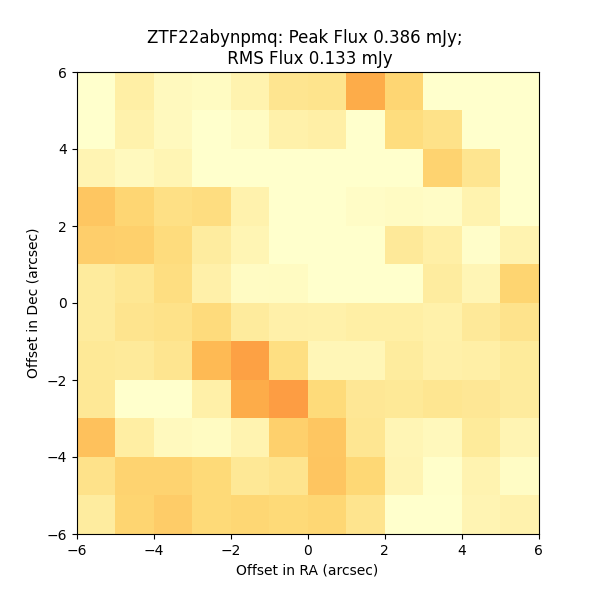 ZTF22abynpmq: Peak Flux 0.386 mJy;
RMS Flux 0.133 mJy
6
4
2
0
−2
−4
−6
Offset in Dec (arcsec)
−6 −4 −2 0 2 4 6
Offset in RA (arcsec)